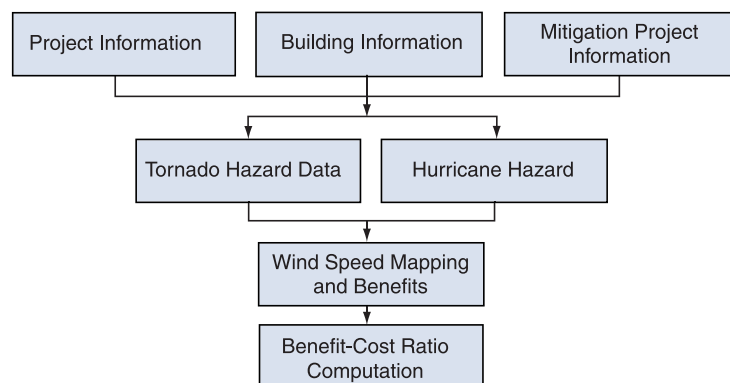 Project Information
Building Information
Mitigation Project
Information
Tornado Hazard Data
Hurricane Hazard
Wind Speed Mapping
and Benefits
Benefit-Cost Ratio
Computation